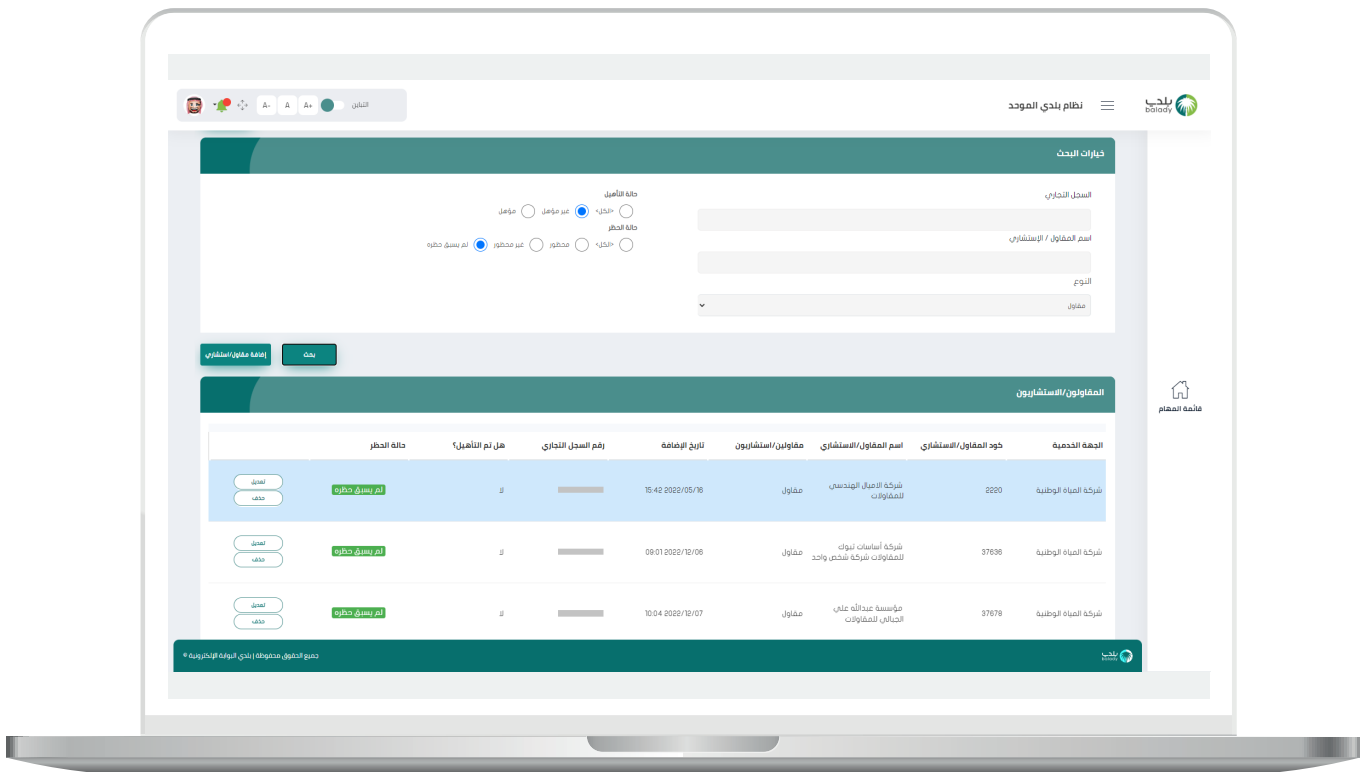 بلدي
balady
نظام بلدي الموحد
التباين
A+
A
A-
خيارات البحث
السجل التجاري
اسم المقاول / الإستشاري
النوع
مقاول
حالة التأهيل
<الكل> غير مؤهل مؤهل
حالة الحظر
<الكل> محظور غير محظور لم يسبق حظره
بحث
إضافة مقاول/استشاري
قائمة المهام
المقاولون/الاستشاريون
الجهة الخدمية كود المقاول/الاستشاري اسم المقاول/الاستشاري مقاولين/استشاريون تاريخ الإضافة رقم السجل التجاري هل تم التأهيل؟ حالة الحظر
شركة المياة الوطنية 2220 شركة الاميال الهندسي للمقاولات مقاول 15:42 2022/05/16 لا لم يسبق حظره
تعديل
حذف
شركة المياة الوطنية 37636 شركة أساسات تبوك للمقاولات شركة شخص واحد مقاول 09:01 2022/12/06 لا لم يسبق حظره
تعديل
حذف
شركة المياة الوطنية 37678 مؤسسة عبدالله علي الجبالي للمقاولات مقاول 10:04 2022/12/07 لا لم يسبق حظره
تعديل
حذف
بلدي
balady
جميع الحقوق محفوظة | بلدي البوابة الإلكترونية ©